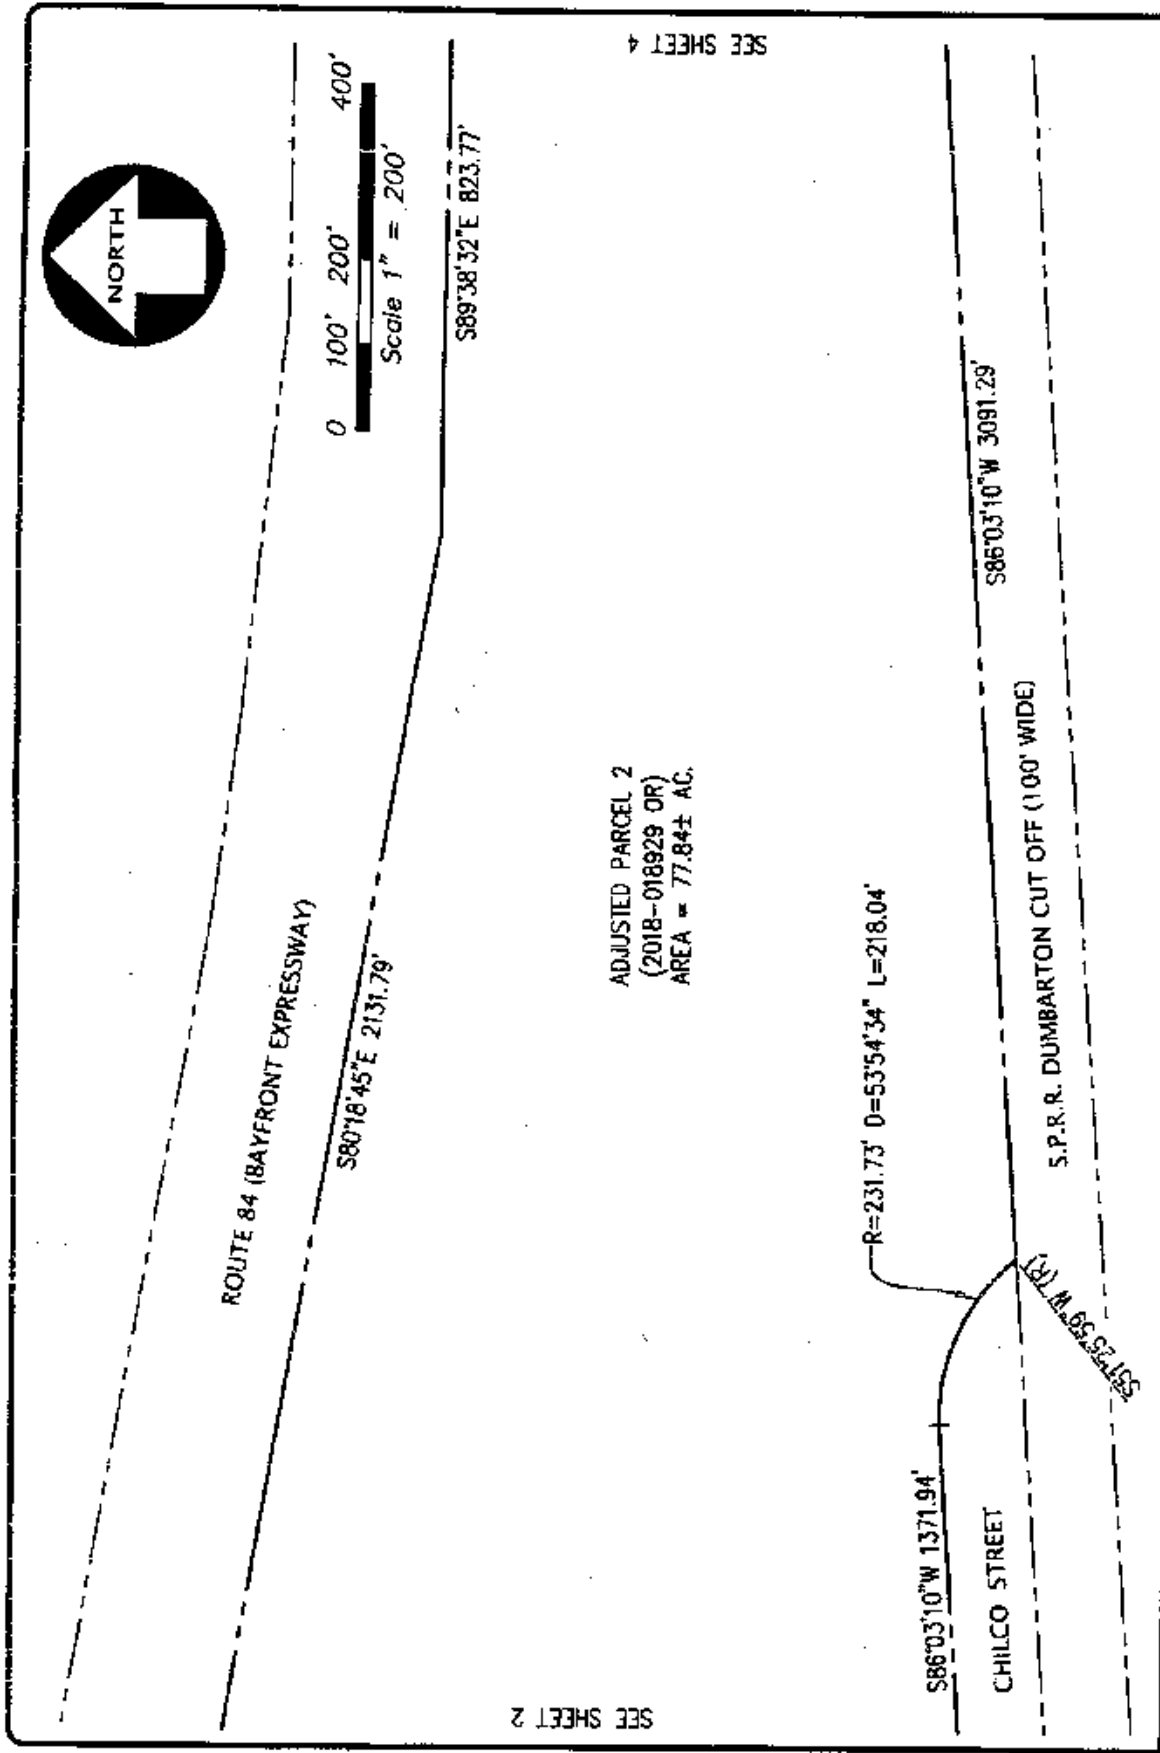 SEE SHEET 4
NORTH
0 100' 200' 400'
Scale 1" = 200'
S89°38'32"E 823.77'
ROUTE 84 (BAYFRONT EXPRESSWAY)
S80°18'45"E 2131.79'
ADJUSTED PARCEL 2
(2018-018929 OR)
AREA = 77.84± AC.
R=231.73' D=53°54'34" L=218.04'
S86°03'10"W 3091.29'
S.P.R.R. DUMBARTON CUT OFF (100' WIDE)
S51°25'59"W (R)
S86°03'10"W 1371.94'
CHILCO STREET
SEE SHEET 2